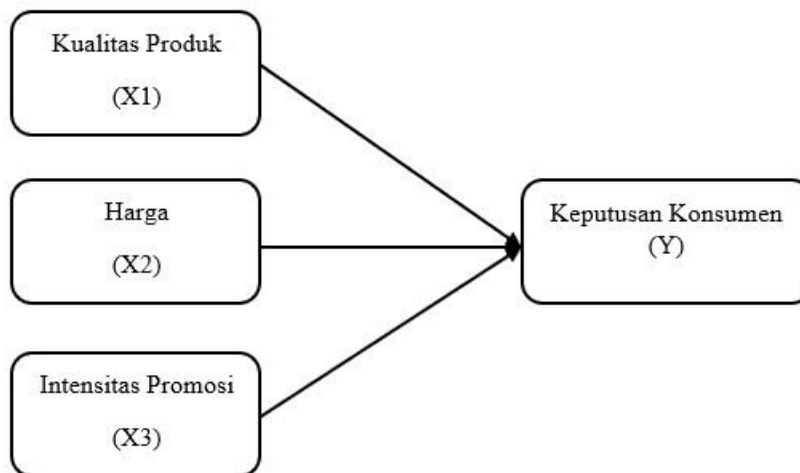 Kualitas Produk
(X1)
Harga
(X2)
Keputusan Konsumen
(Y)
Intensitas Promosi
(X3)